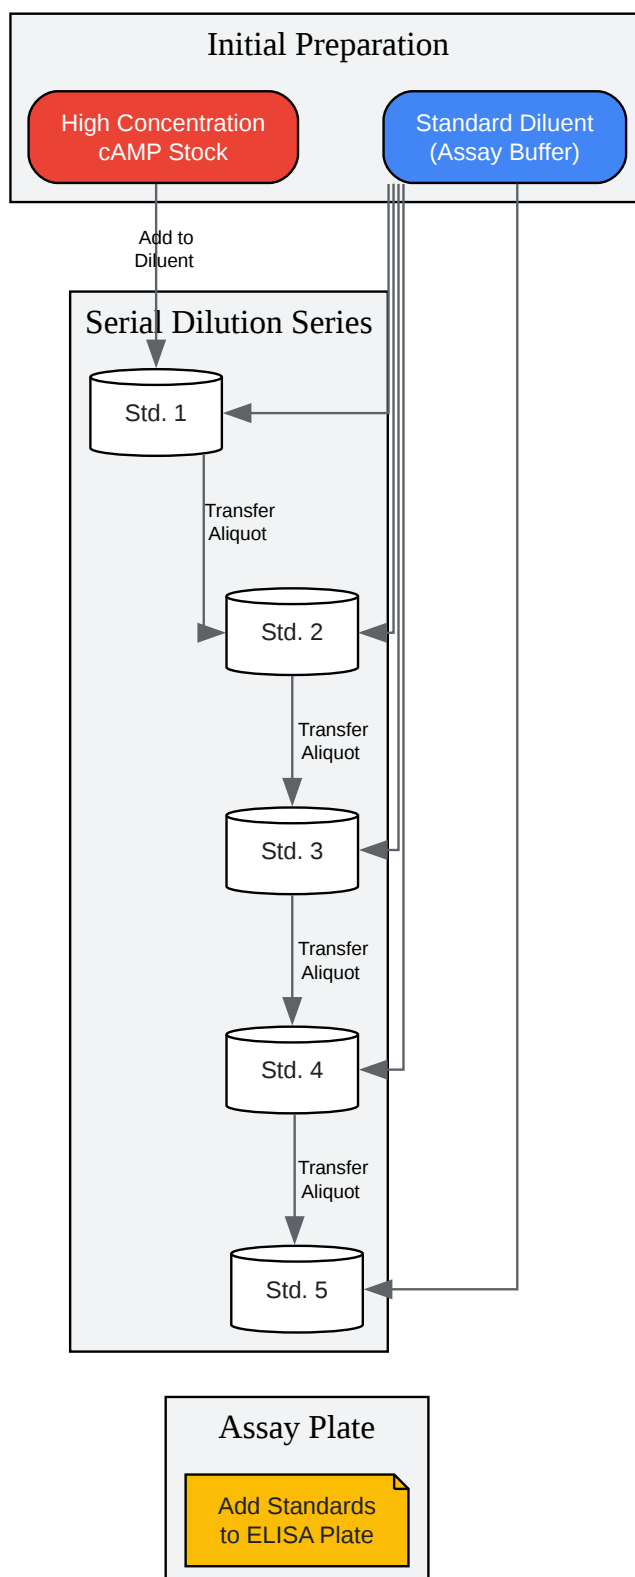 Initial Preparation
High Concentration
cAMP Stock
Standard Diluent
(Assay Buffer)
Add to
Diluent
Serial Dilution Series
Std. 1
Transfer
Aliquot
Std. 2
Transfer
Aliquot
Std. 3
Transfer
Aliquot
Std. 4
Transfer
Aliquot
Std. 5
Assay Plate
Add Standards
to ELISA Plate